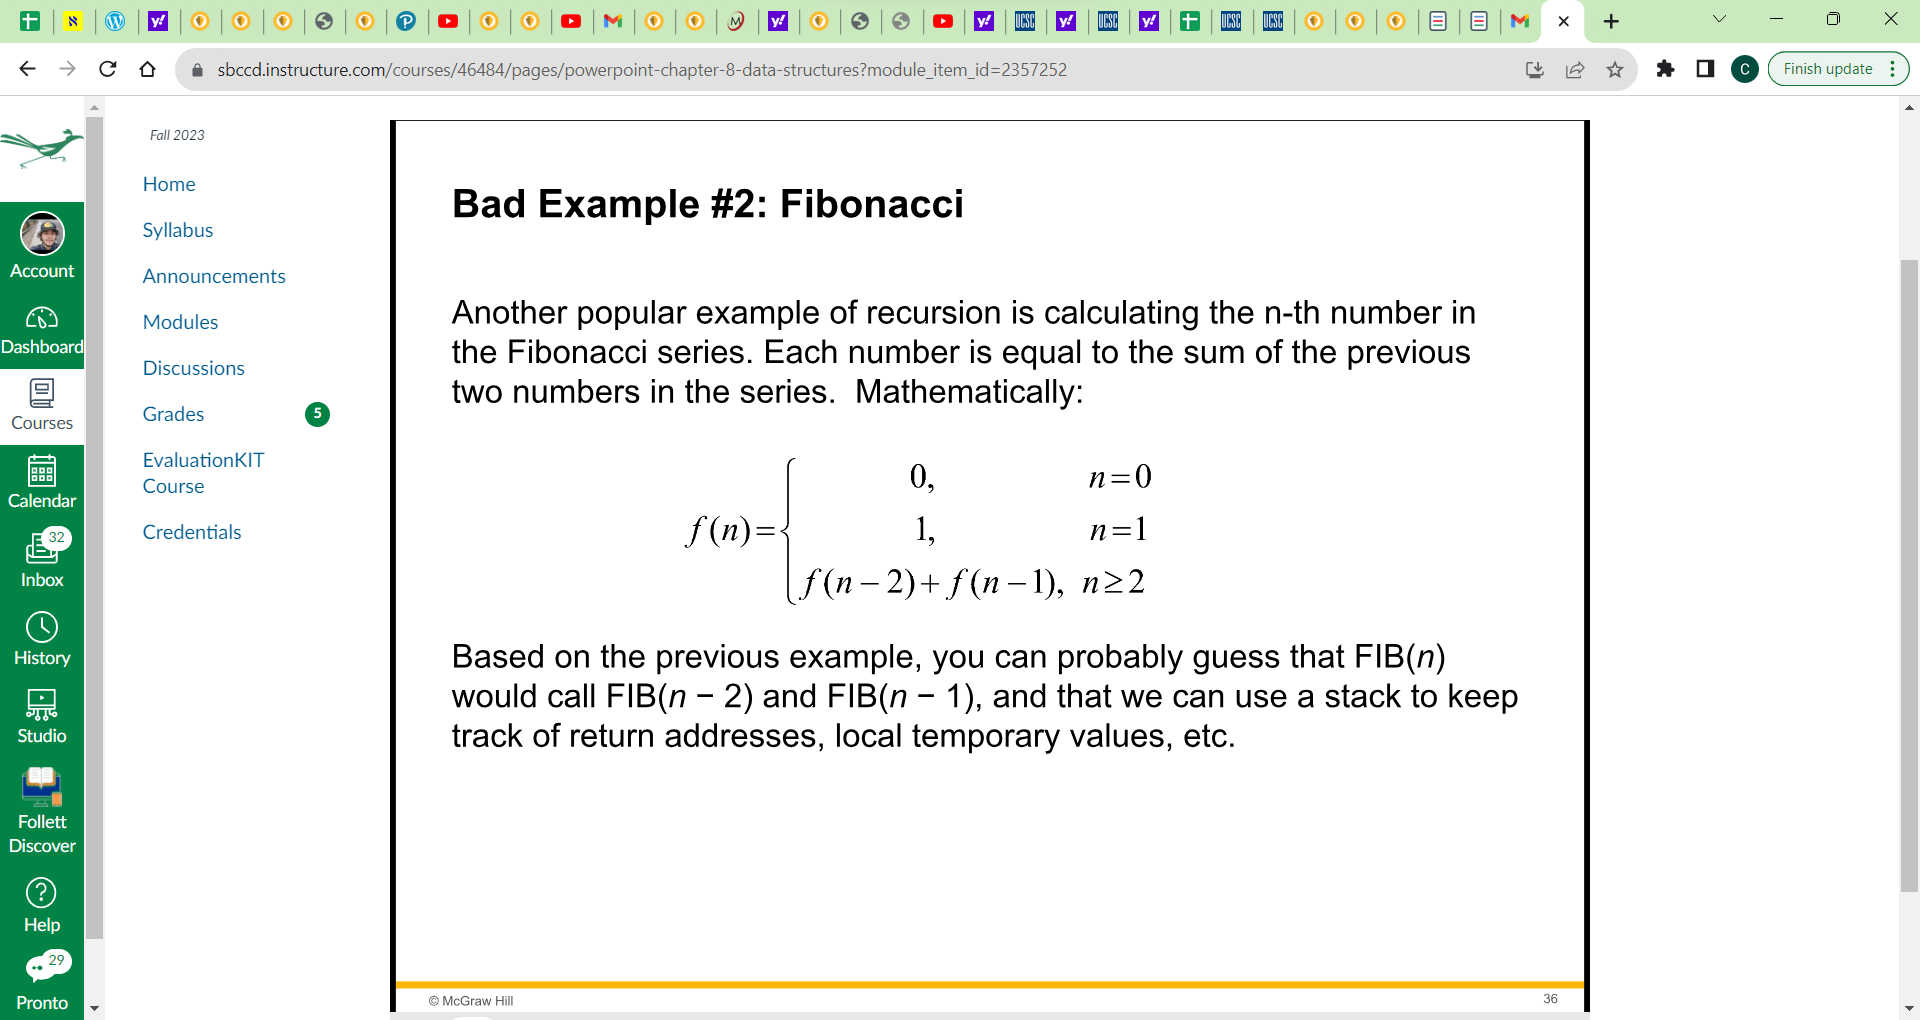 sbccd.instructure.com/courses/46484/pages/powerpoint-chapter-8-data-structures?module_item_id=2357252
C
Finish update
Account
Dashboard
Courses
Calendar
32
Inbox
History
Studio
Follett
Discover
Help
29
Pronto
Fall 2023
Home
Syllabus
Announcements
Modules
Discussions
Grades
5
EvaluationKIT
Course
Credentials
Bad Example #2: Fibonacci
Another popular example of recursion is calculating the n-th number in
the Fibonacci series. Each number is equal to the sum of the previous
two numbers in the series. Mathematically:
0, n=0
f(n)= 1, n=1
f(n − 2)+ f(n −1), n≥2
Based on the previous example, you can probably guess that FIB(n)
would call FIB(n − 2) and FIB(n − 1), and that we can use a stack to keep
track of return addresses, local temporary values, etc.
© McGraw Hill
36